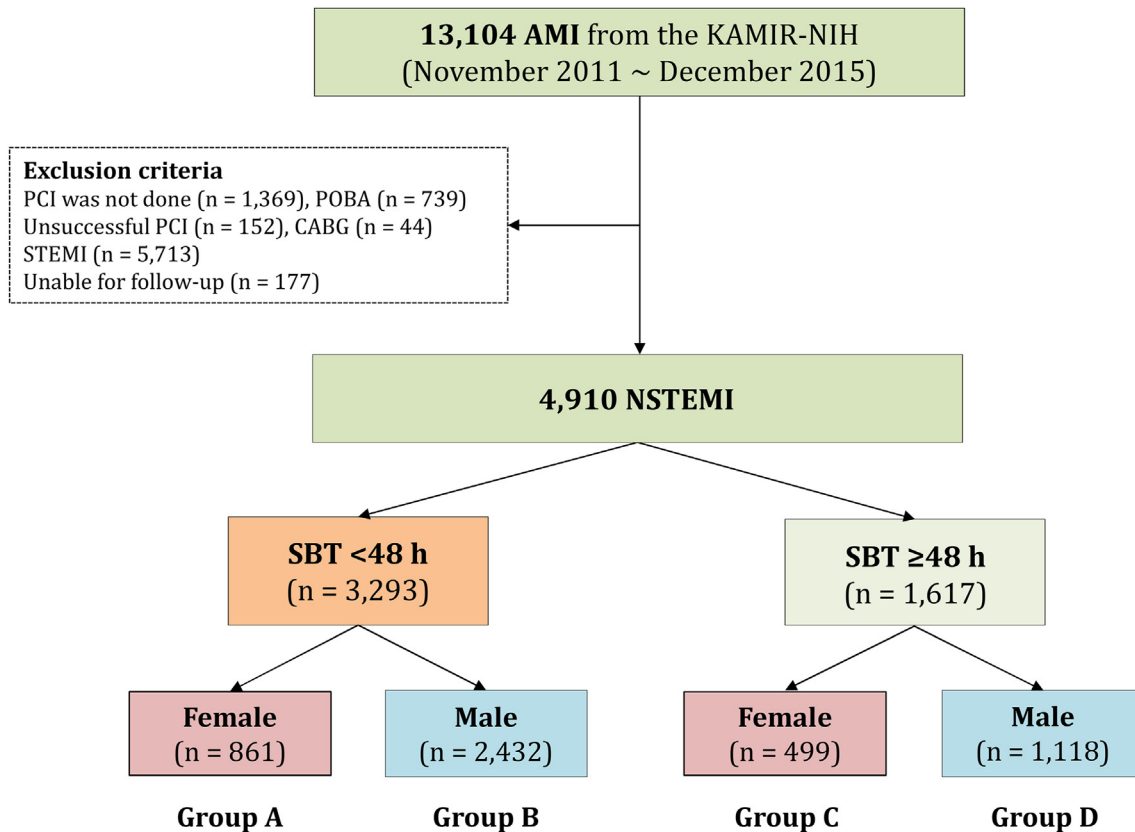 13,104 AMI from the KAMIR-NIH
(November 2011 ~ December 2015)
Exclusion criteria
PCI was not done (n = 1,369), POBA (n = 739)
Unsuccessful PCI (n = 152), CABG (n = 44)
STEMI (n = 5,713)
Unable for follow-up (n = 177)
4,910 NSTEMI
SBT <48 h
(n = 3,293)
SBT ≥48 h
(n = 1,617)
Female
(n = 861)
Male
(n = 2,432)
Female
(n = 499)
Male
(n = 1,118)
Group A
Group B
Group C
Group D